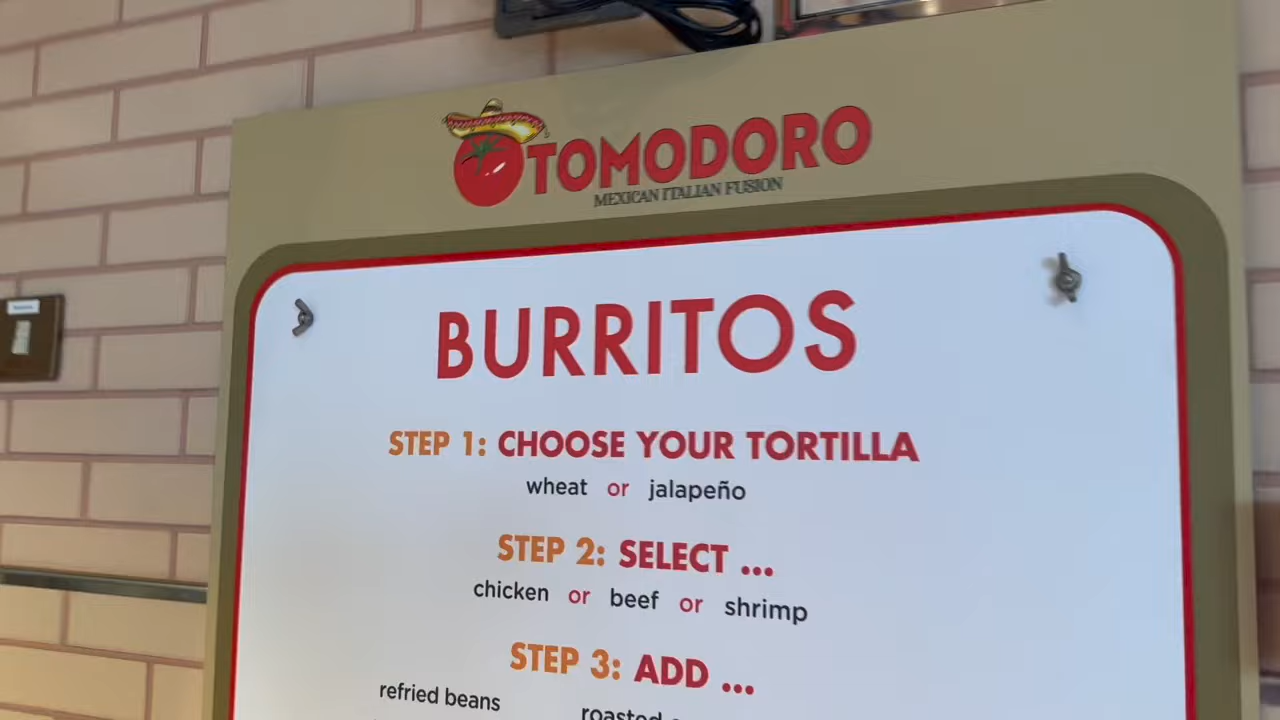 TOMODORO
MEXICAN ITALIAN FUSION
BURRITOS
STEP 1: CHOOSE YOUR TORTILLA
wheat or jalapeño
STEP 2: SELECT ...
chicken or beef or shrimp
STEP 3: ADD ...
refried beans roasted